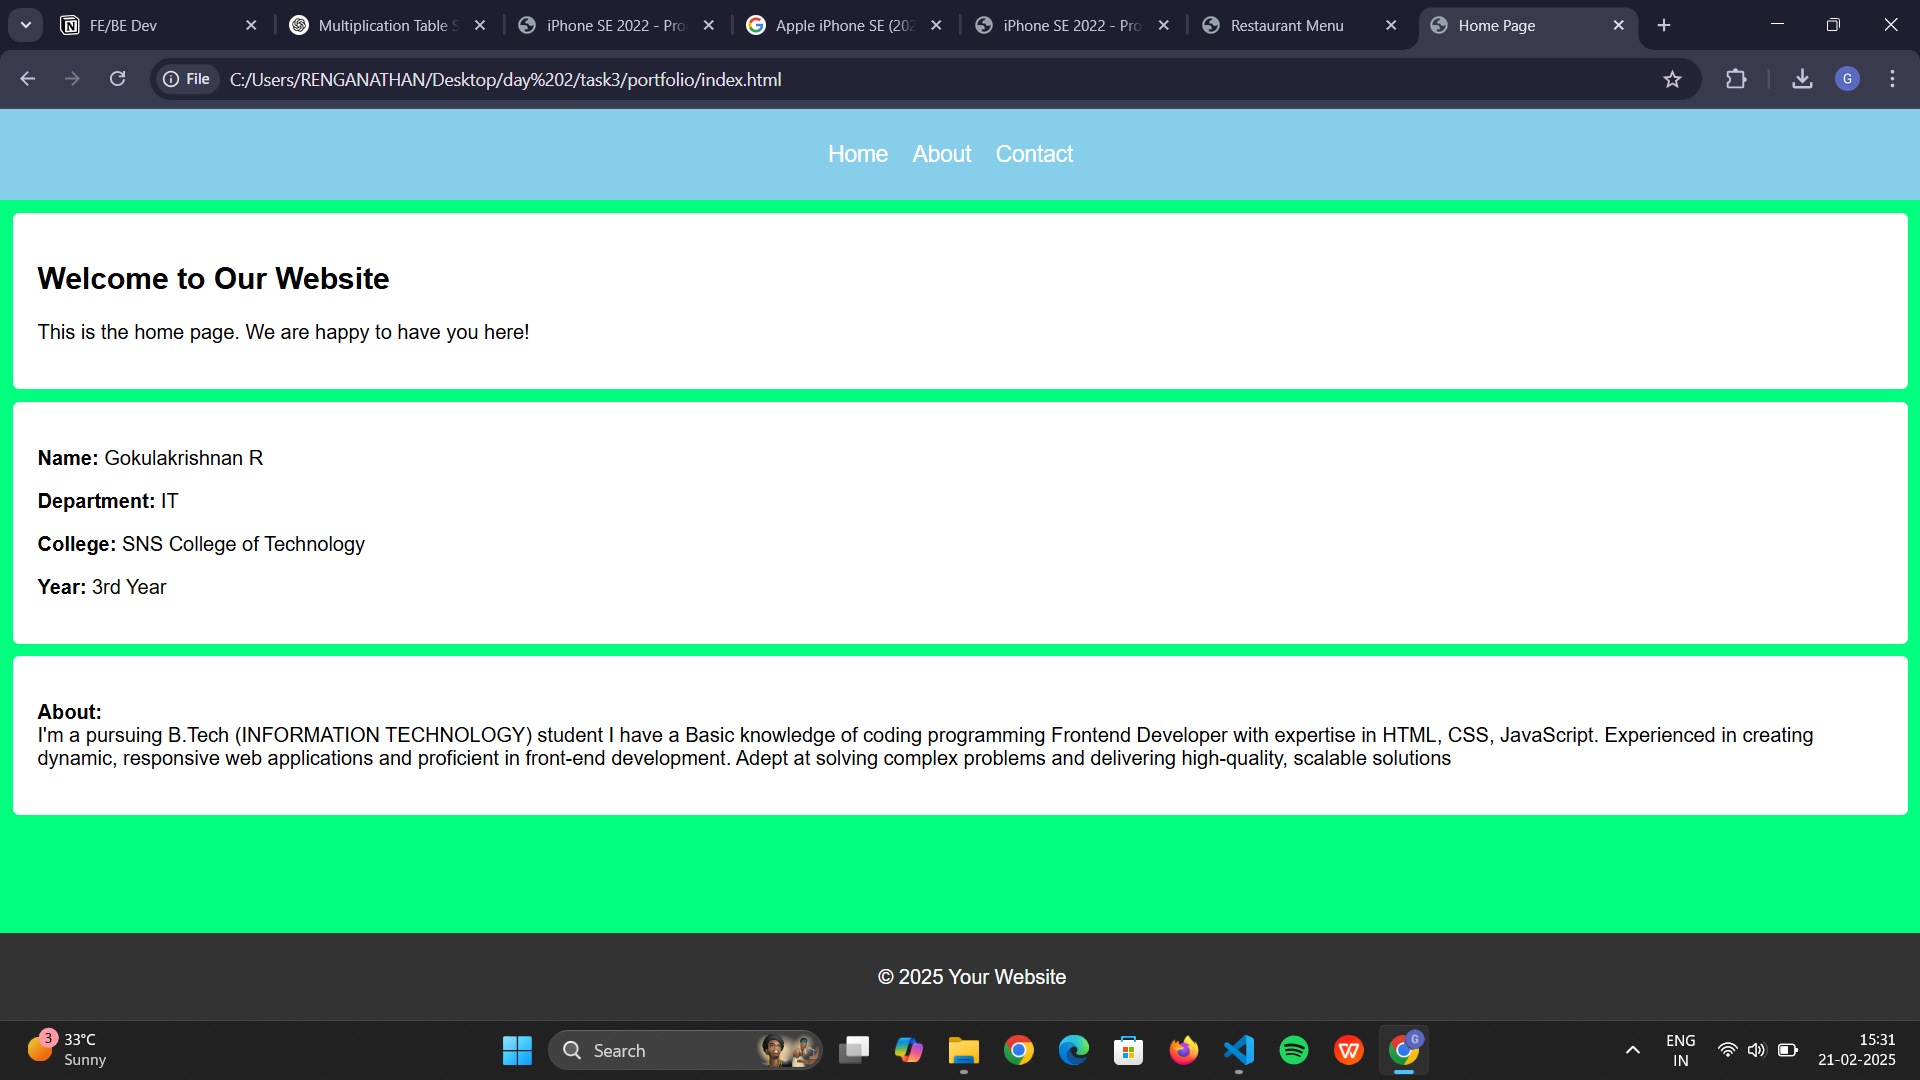 FE/BE Dev
Multiplication Table S
iPhone SE 2022 - Pro
Apple iPhone SE (202
iPhone SE 2022 - Pro
Restaurant Menu
Home Page
File
C:/Users/RENGANATHAN/Desktop/day%202/task3/portfolio/index.html
G
Home About Contact
Welcome to Our Website
This is the home page. We are happy to have you here!
Name: Gokulakrishnan R
Department: IT
College: SNS College of Technology
Year: 3rd Year
About:
I'm a pursuing B.Tech (INFORMATION TECHNOLOGY) student I have a Basic knowledge of coding programming Frontend Developer with expertise in HTML, CSS, JavaScript. Experienced in creating
dynamic, responsive web applications and proficient in front-end development. Adept at solving complex problems and delivering high-quality, scalable solutions
© 2025 Your Website
3
33°C
Sunny
Search
W
G
ENG
IN
15:31
21-02-2025